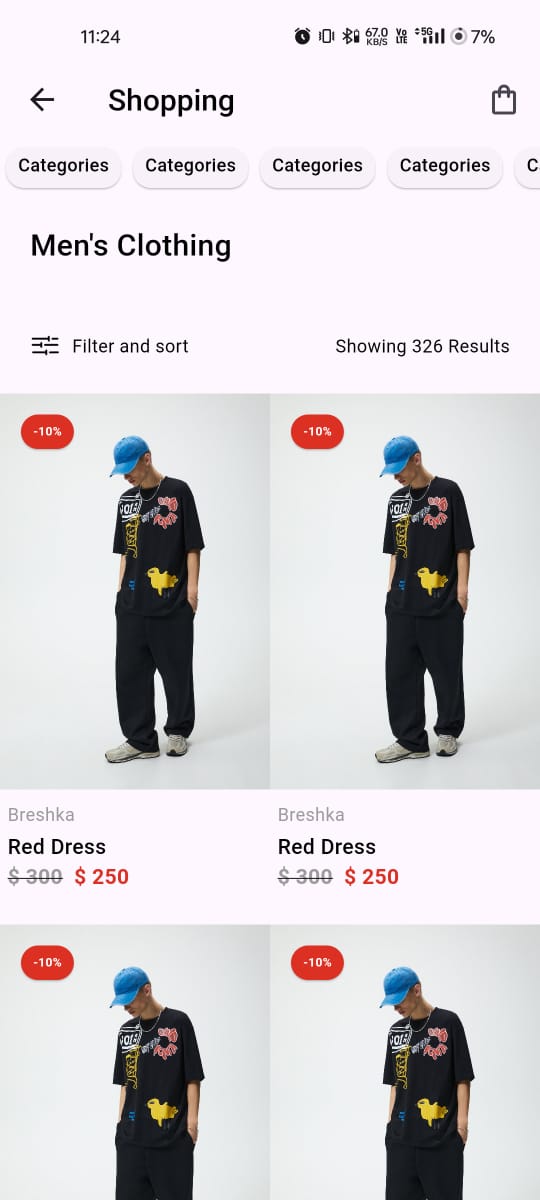 11:24 67.0 KB/S Vo LTE 5G 7%
Shopping
Categories Categories Categories Categories C
Men's Clothing
Filter and sort Showing 326 Results
-10% -10%
Breshka Breshka
Red Dress Red Dress
$ 300 $ 250 $ 300 $ 250
-10% -10%